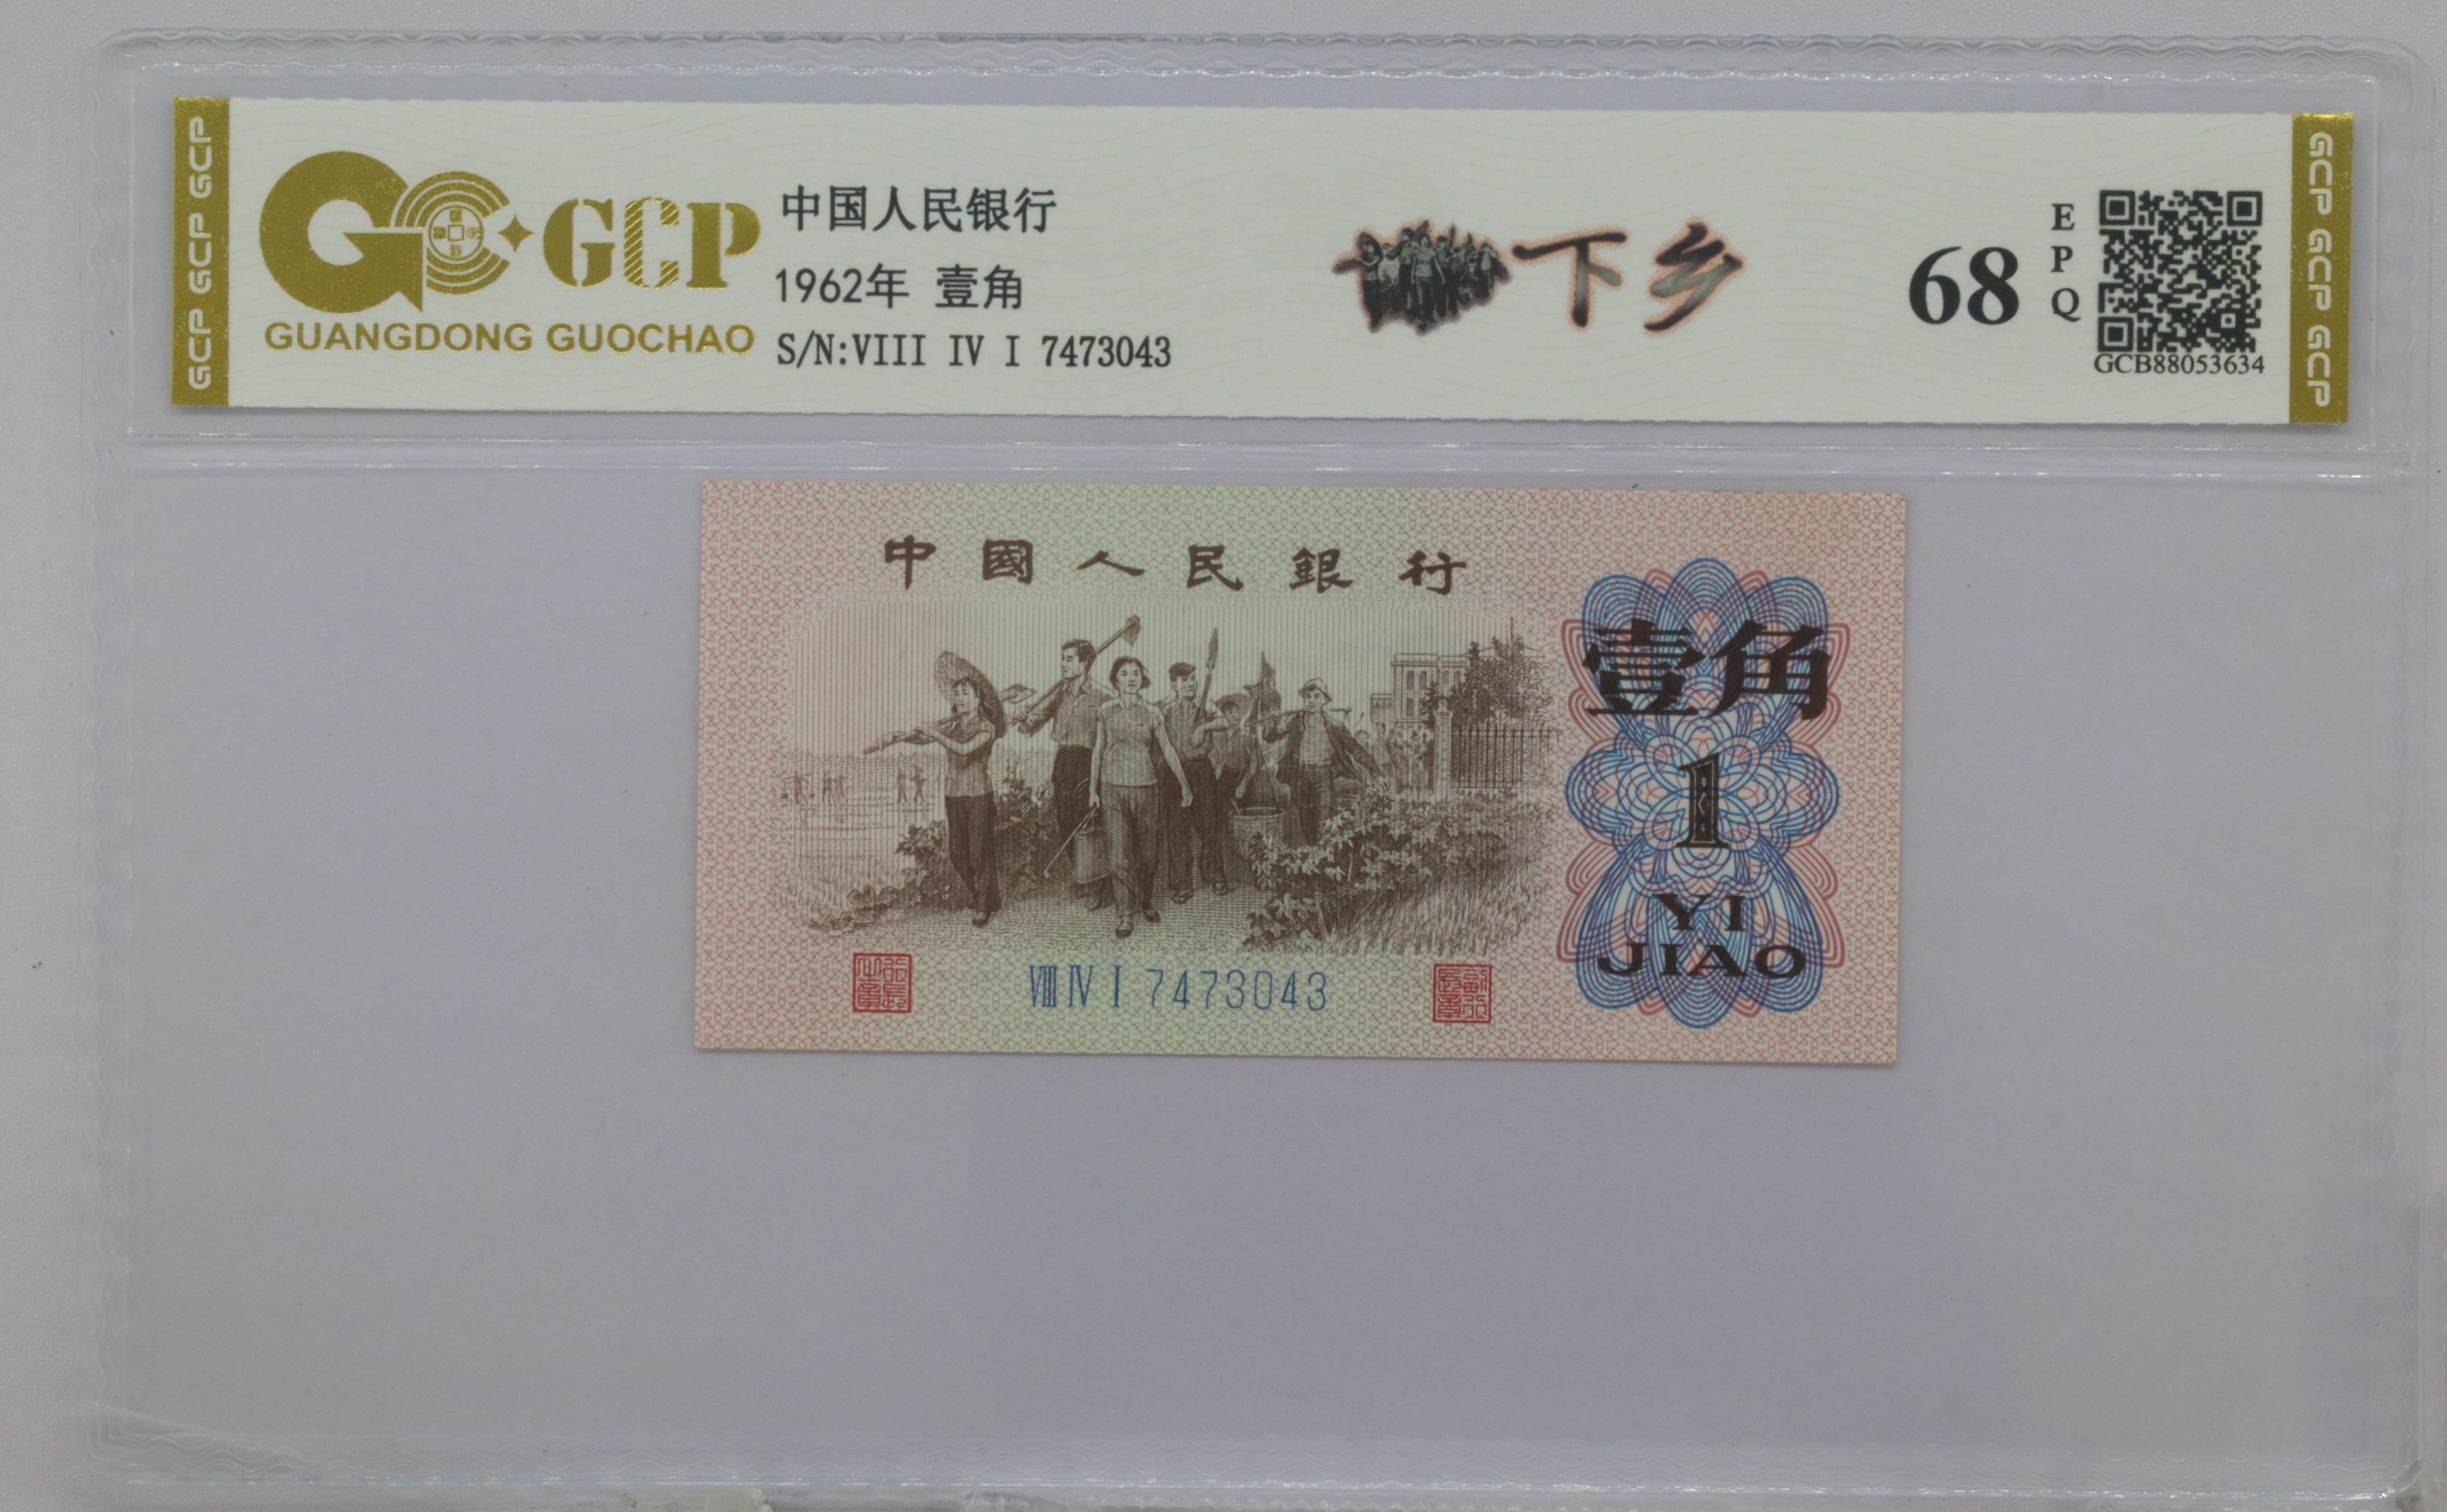 GCP GCP GCP
GCP
GUANGDONG GUOCHAO
中国人民银行
1962年 壹角
S/N:VIII IV I 7473043
下乡
68
EPQ
GCB88053634
GCP GCP GCP
中國人民銀行
壹角
1
YI
JIAO
VIII IV I 7473043